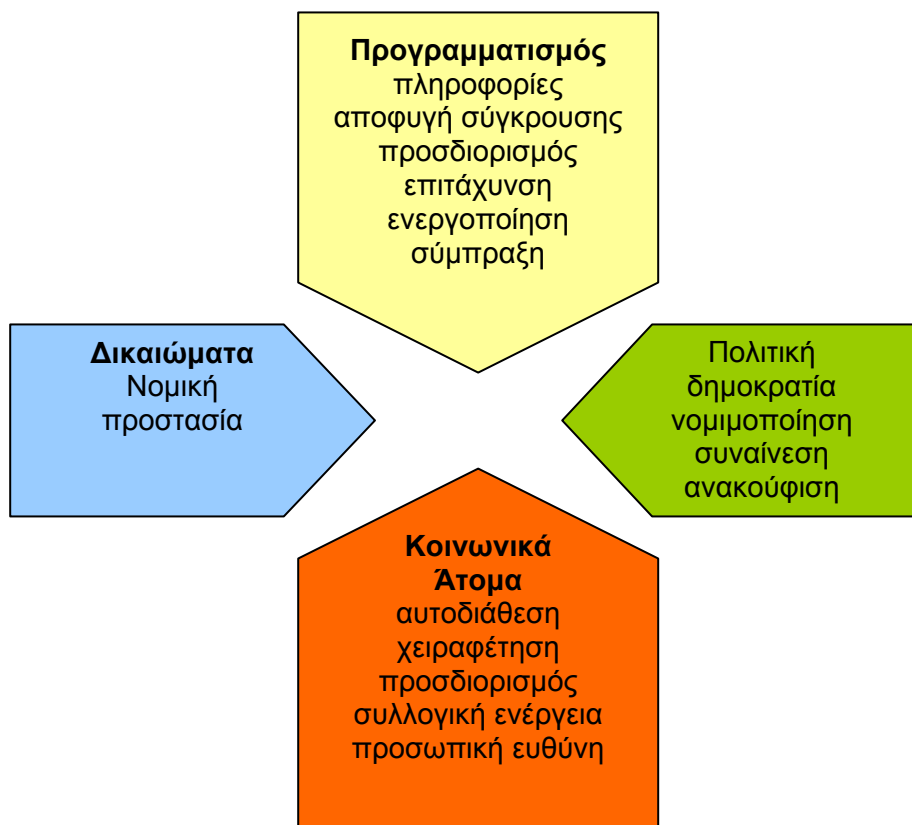 Προγραμματισμός
πληροφορίες
αποφυγή σύγκρουσης
προσδιορισμός
επιτάχυνση
ενεργοποίηση
σύμπραξη
Δικαιώματα
Νομική
προστασία
Πολιτική
δημοκρατία
νομιμοποίηση
συναίνεση
ανακούφιση
Κοινωνικά
Άτομα
αυτοδιάθεση
χειραφέτηση
προσδιορισμός
συλλογική ενέργεια
προσωπική ευθύνη